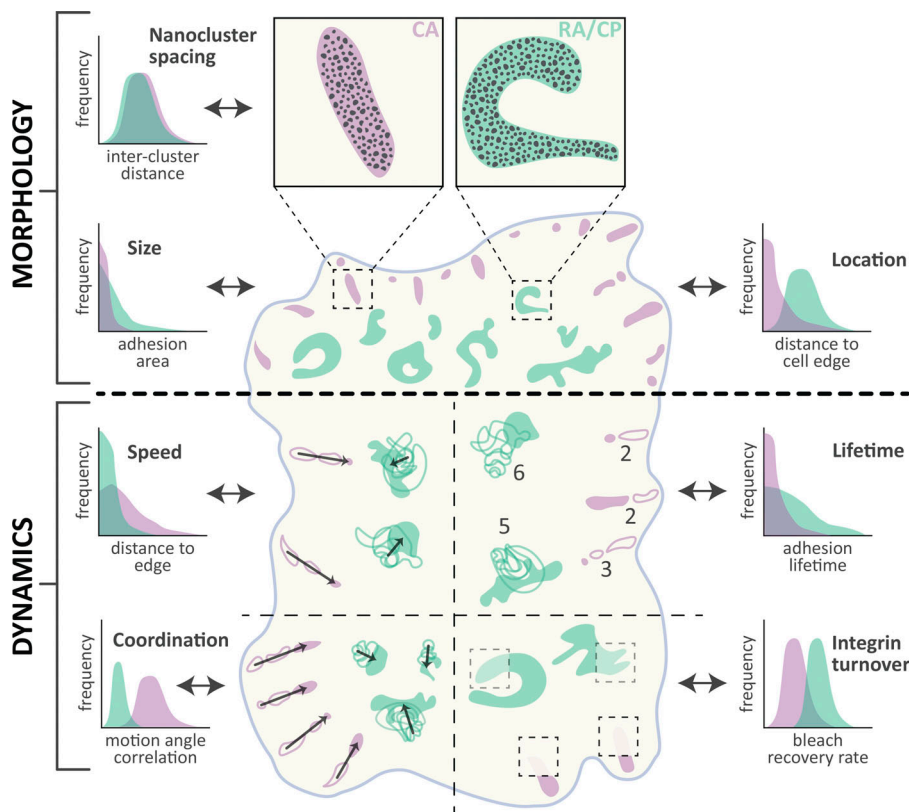 MORPHOLOGY
Nanocluster
spacing
frequency
inter-cluster
distance
CA
RA/CP
Size
frequency
adhesion
area
Location
frequency
distance to
cell edge
DYNAMICS
Speed
frequency
distance to
edge
6
2
2
5
3
Lifetime
frequency
adhesion
lifetime
Coordination
frequency
motion angle
correlation
Integrin
turnover
frequency
bleach
recovery rate